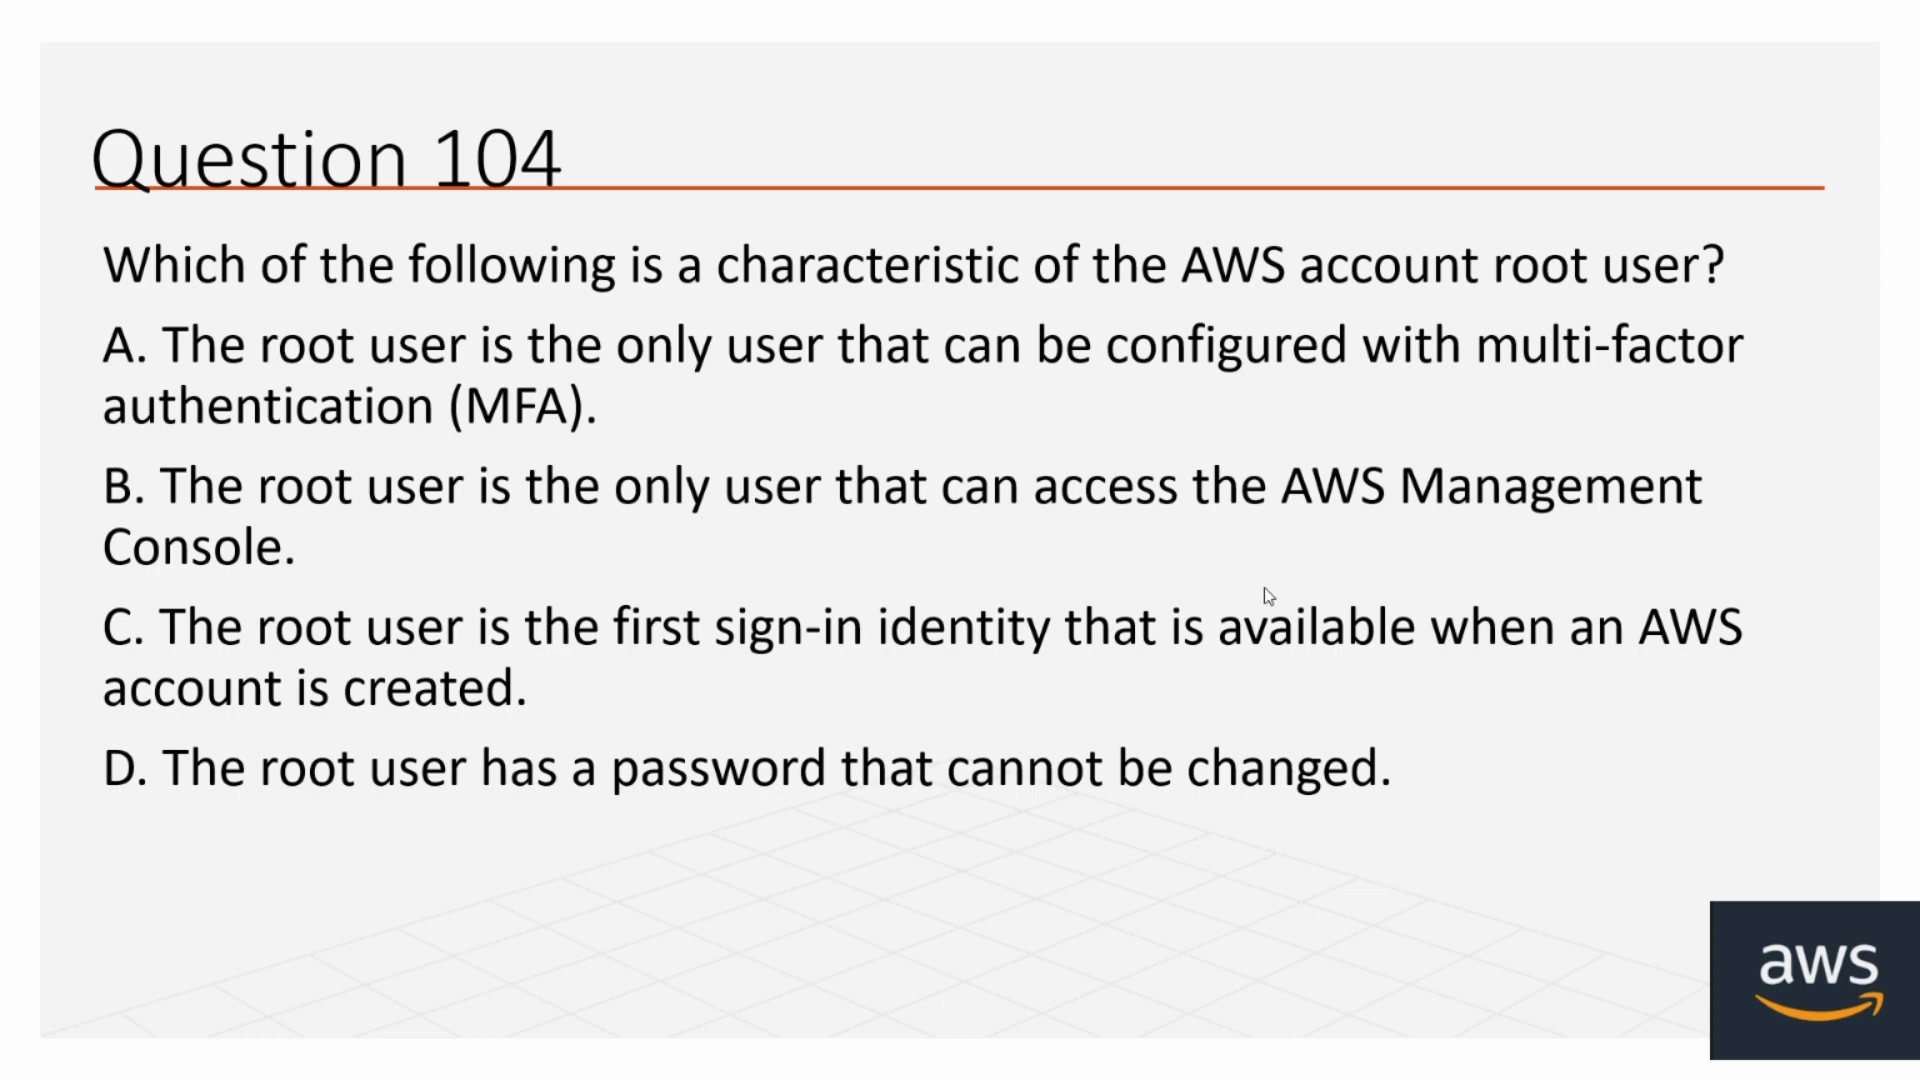 Question 104
Which of the following is a characteristic of the AWS account root user?
A. The root user is the only user that can be configured with multi-factor
authentication (MFA).
B. The root user is the only user that can access the AWS Management
Console.
C. The root user is the first sign-in identity that is available when an AWS
account is created.
D. The root user has a password that cannot be changed.
aws